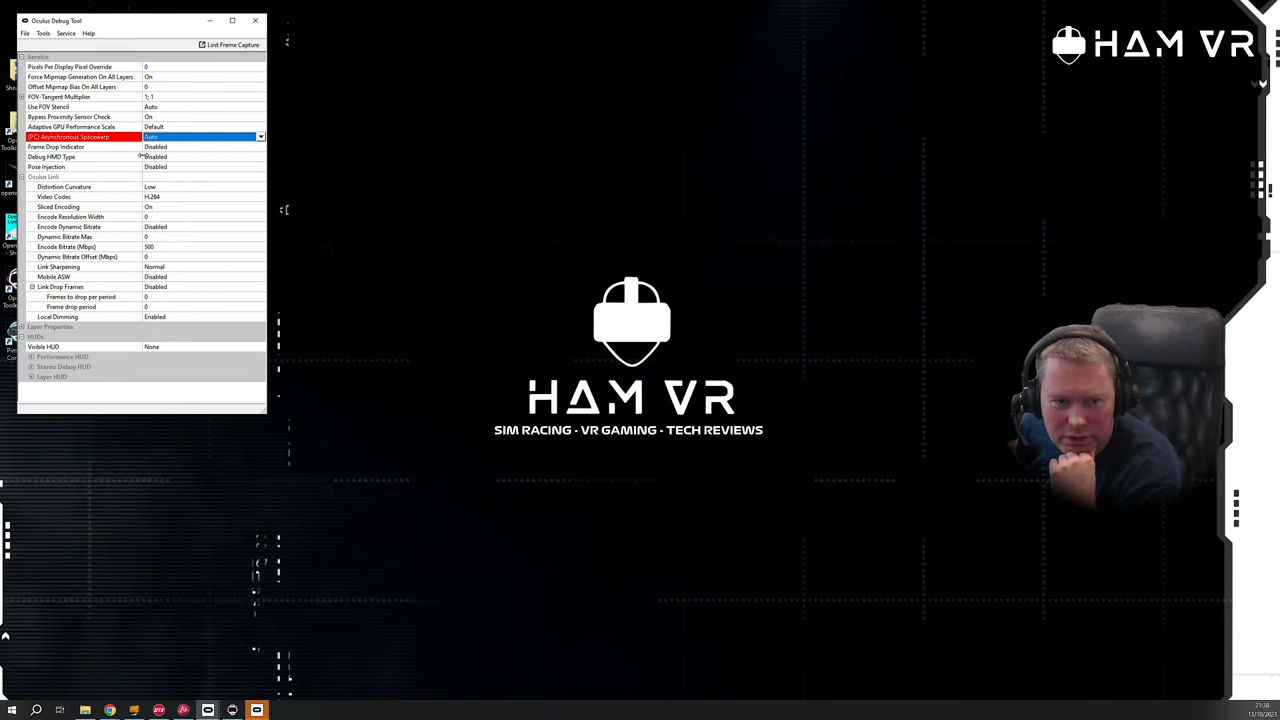 Oculus Debug Tool
File Tools Service Help
Lost Frame Capture
Service
Pixels Per Display Pixel Override 0
Force Mipmap Generation On All Layers On
Offset Mipmap Bias On All Layers 0
FOV-Tangent Multiplier 1; 1
Use FOV Stencil Auto
Bypass Proximity Sensor Check On
Adaptive GPU Performance Scale Default
(PC) Asynchronous Spacewarp Auto
Frame Drop Indicator Disabled
Debug HMD Type Disabled
Pose Injection Disabled
Oculus Link
Distortion Curvature Low
Video Codec H.264
Sliced Encoding On
Encode Resolution Width 0
Encode Dynamic Bitrate Disabled
Dynamic Bitrate Max 0
Encode Bitrate (Mbps) 500
Dynamic Bitrate Offset (Mbps) 0
Link Sharpening Normal
Mobile ASW Disabled
Link Drop Frames Disabled
Frames to drop per period 0
Frame drop period 0
Local Dimming Enabled
Layer Properties
HUDs
Visible HUD None
Performance HUD
Stereo Debug HUD
Layer HUD
HAM VR
HAM VR
SIM RACING - VR GAMING - TECH REVIEWS
21:38
13/10/2023